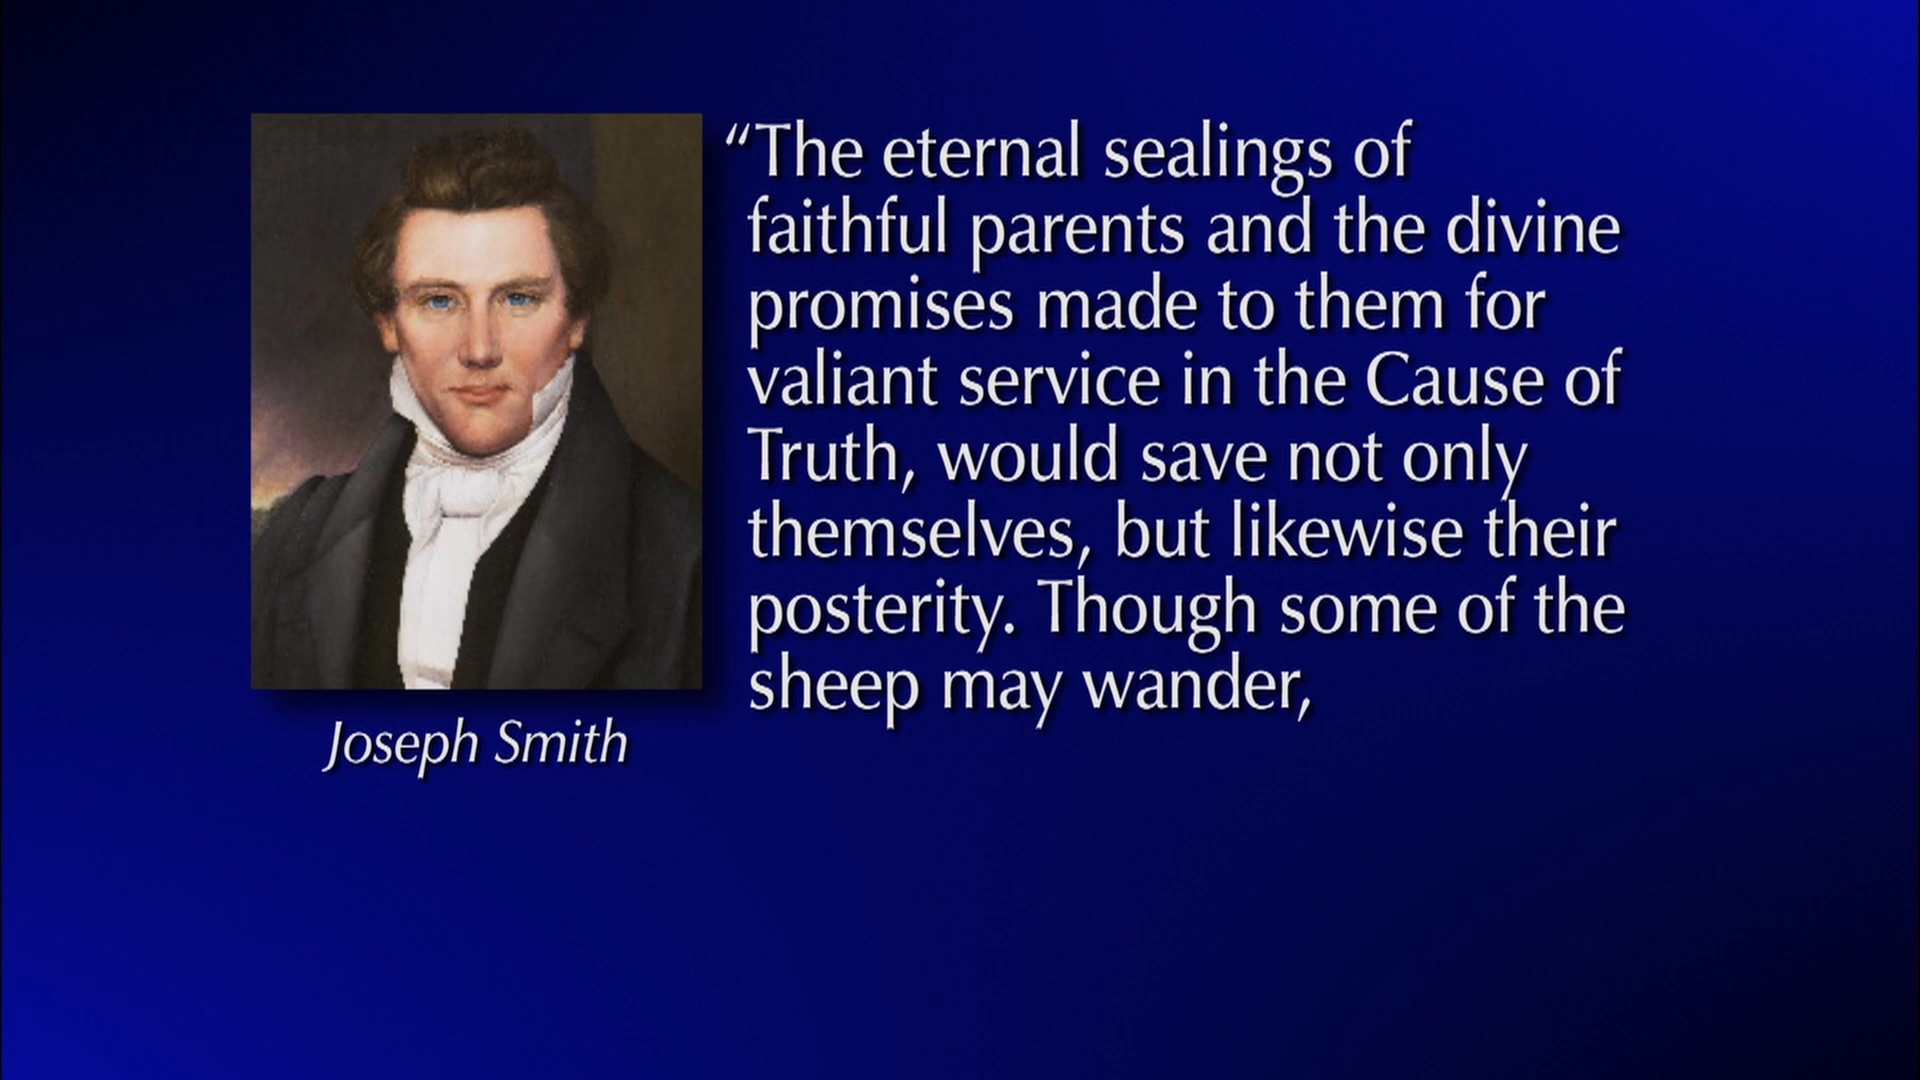 “The eternal sealings of
faithful parents and the divine
promises made to them for
valiant service in the Cause of
Truth, would save not only
themselves, but likewise their
posterity. Though some of the
sheep may wander,
Joseph Smith